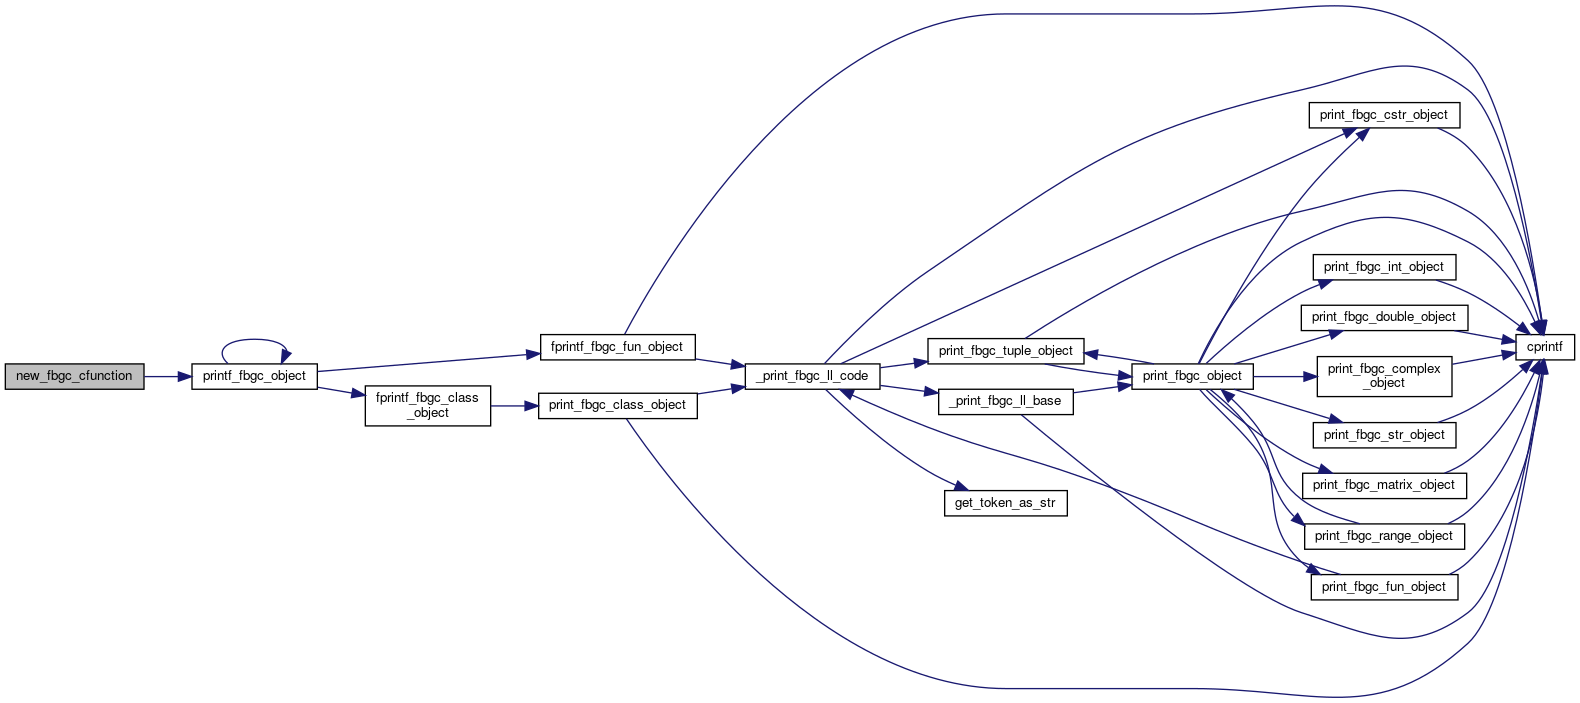 new_fbgc_cfunction
printf_fbgc_object
fprintf_fbgc_fun_object
fprintf_fbgc_class
_object
print_fbgc_class_object
_print_fbgc_ll_code
print_fbgc_tuple_object
_print_fbgc_ll_base
get_token_as_str
print_fbgc_object
print_fbgc_cstr_object
print_fbgc_int_object
print_fbgc_double_object
print_fbgc_complex
_object
print_fbgc_str_object
print_fbgc_matrix_object
print_fbgc_range_object
print_fbgc_fun_object
cprintf